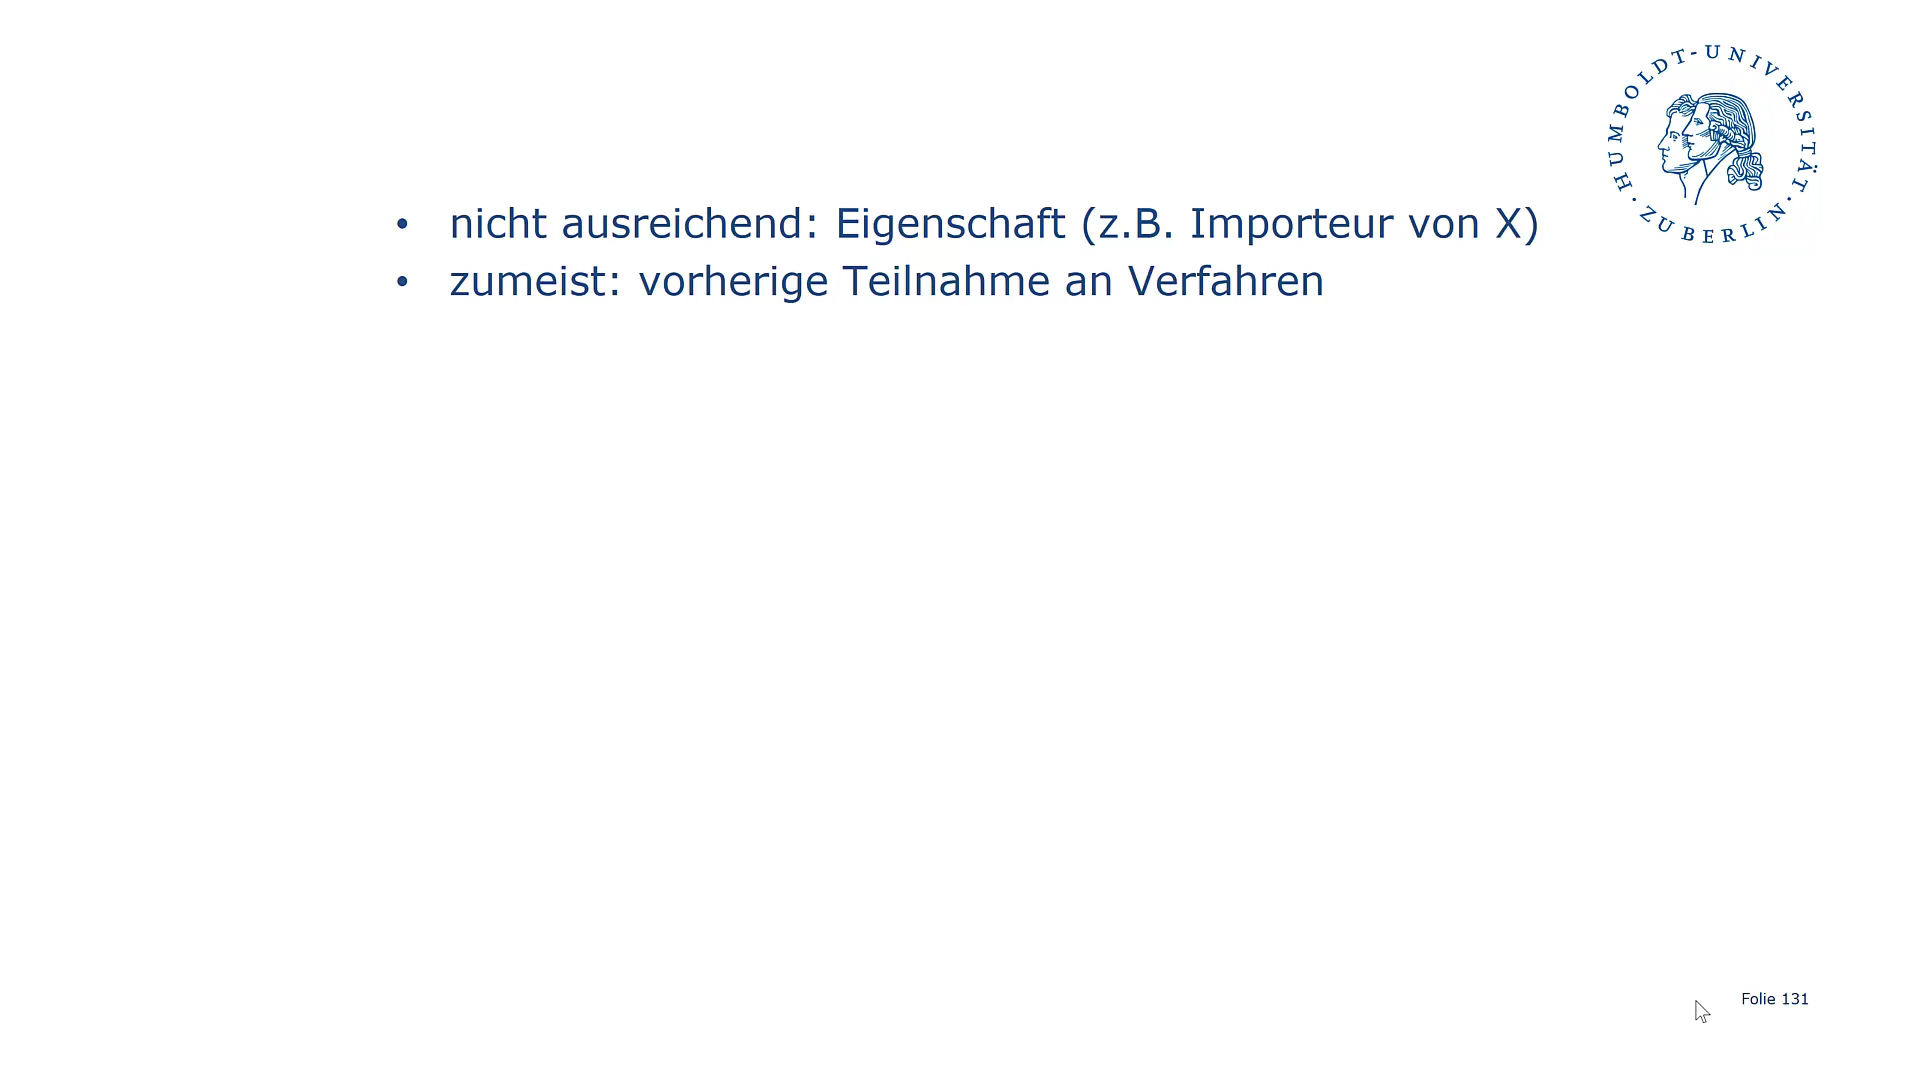 HUMBOLDT-UNIVERSITÄT · ZU BERLIN ·
• nicht ausreichend: Eigenschaft (z.B. Importeur von X)
• zumeist: vorherige Teilnahme an Verfahren
Folie 131